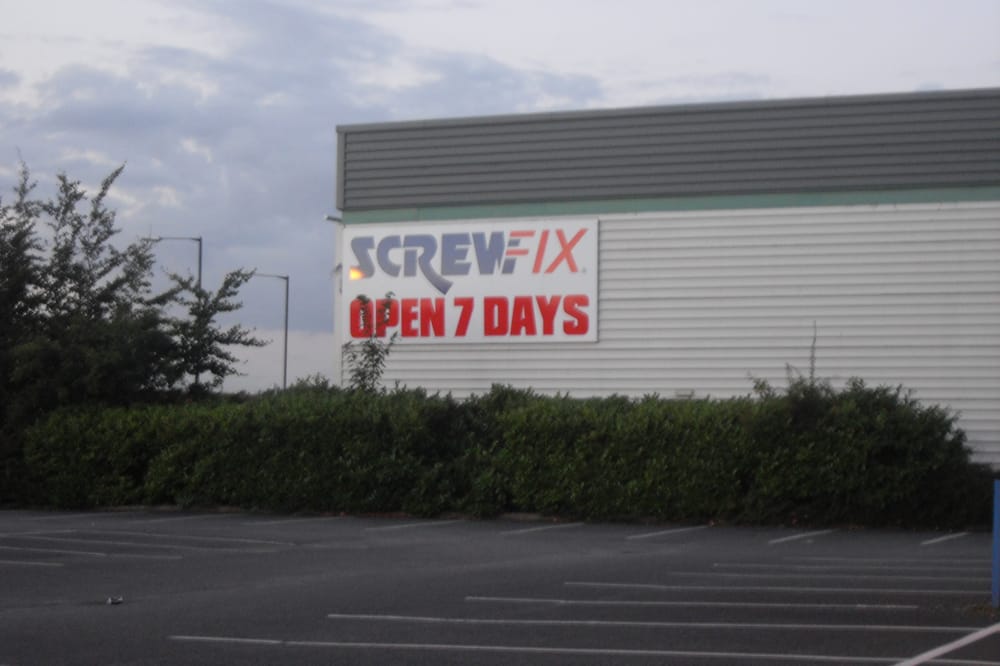 SCREWFIX
OPEN 7 DAYS